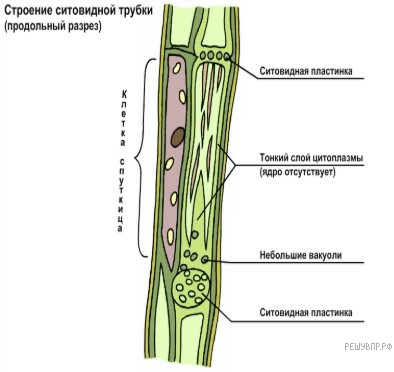 Строение ситовидной трубки
(продольный разрез)
Ситовидная пластинка
Клетка спуткица
Тонкий слой цитоплазмы
(ядро отсутствует)
Небольшие вакуоли
Ситовидная пластинка
РЕШУВПР.РФ